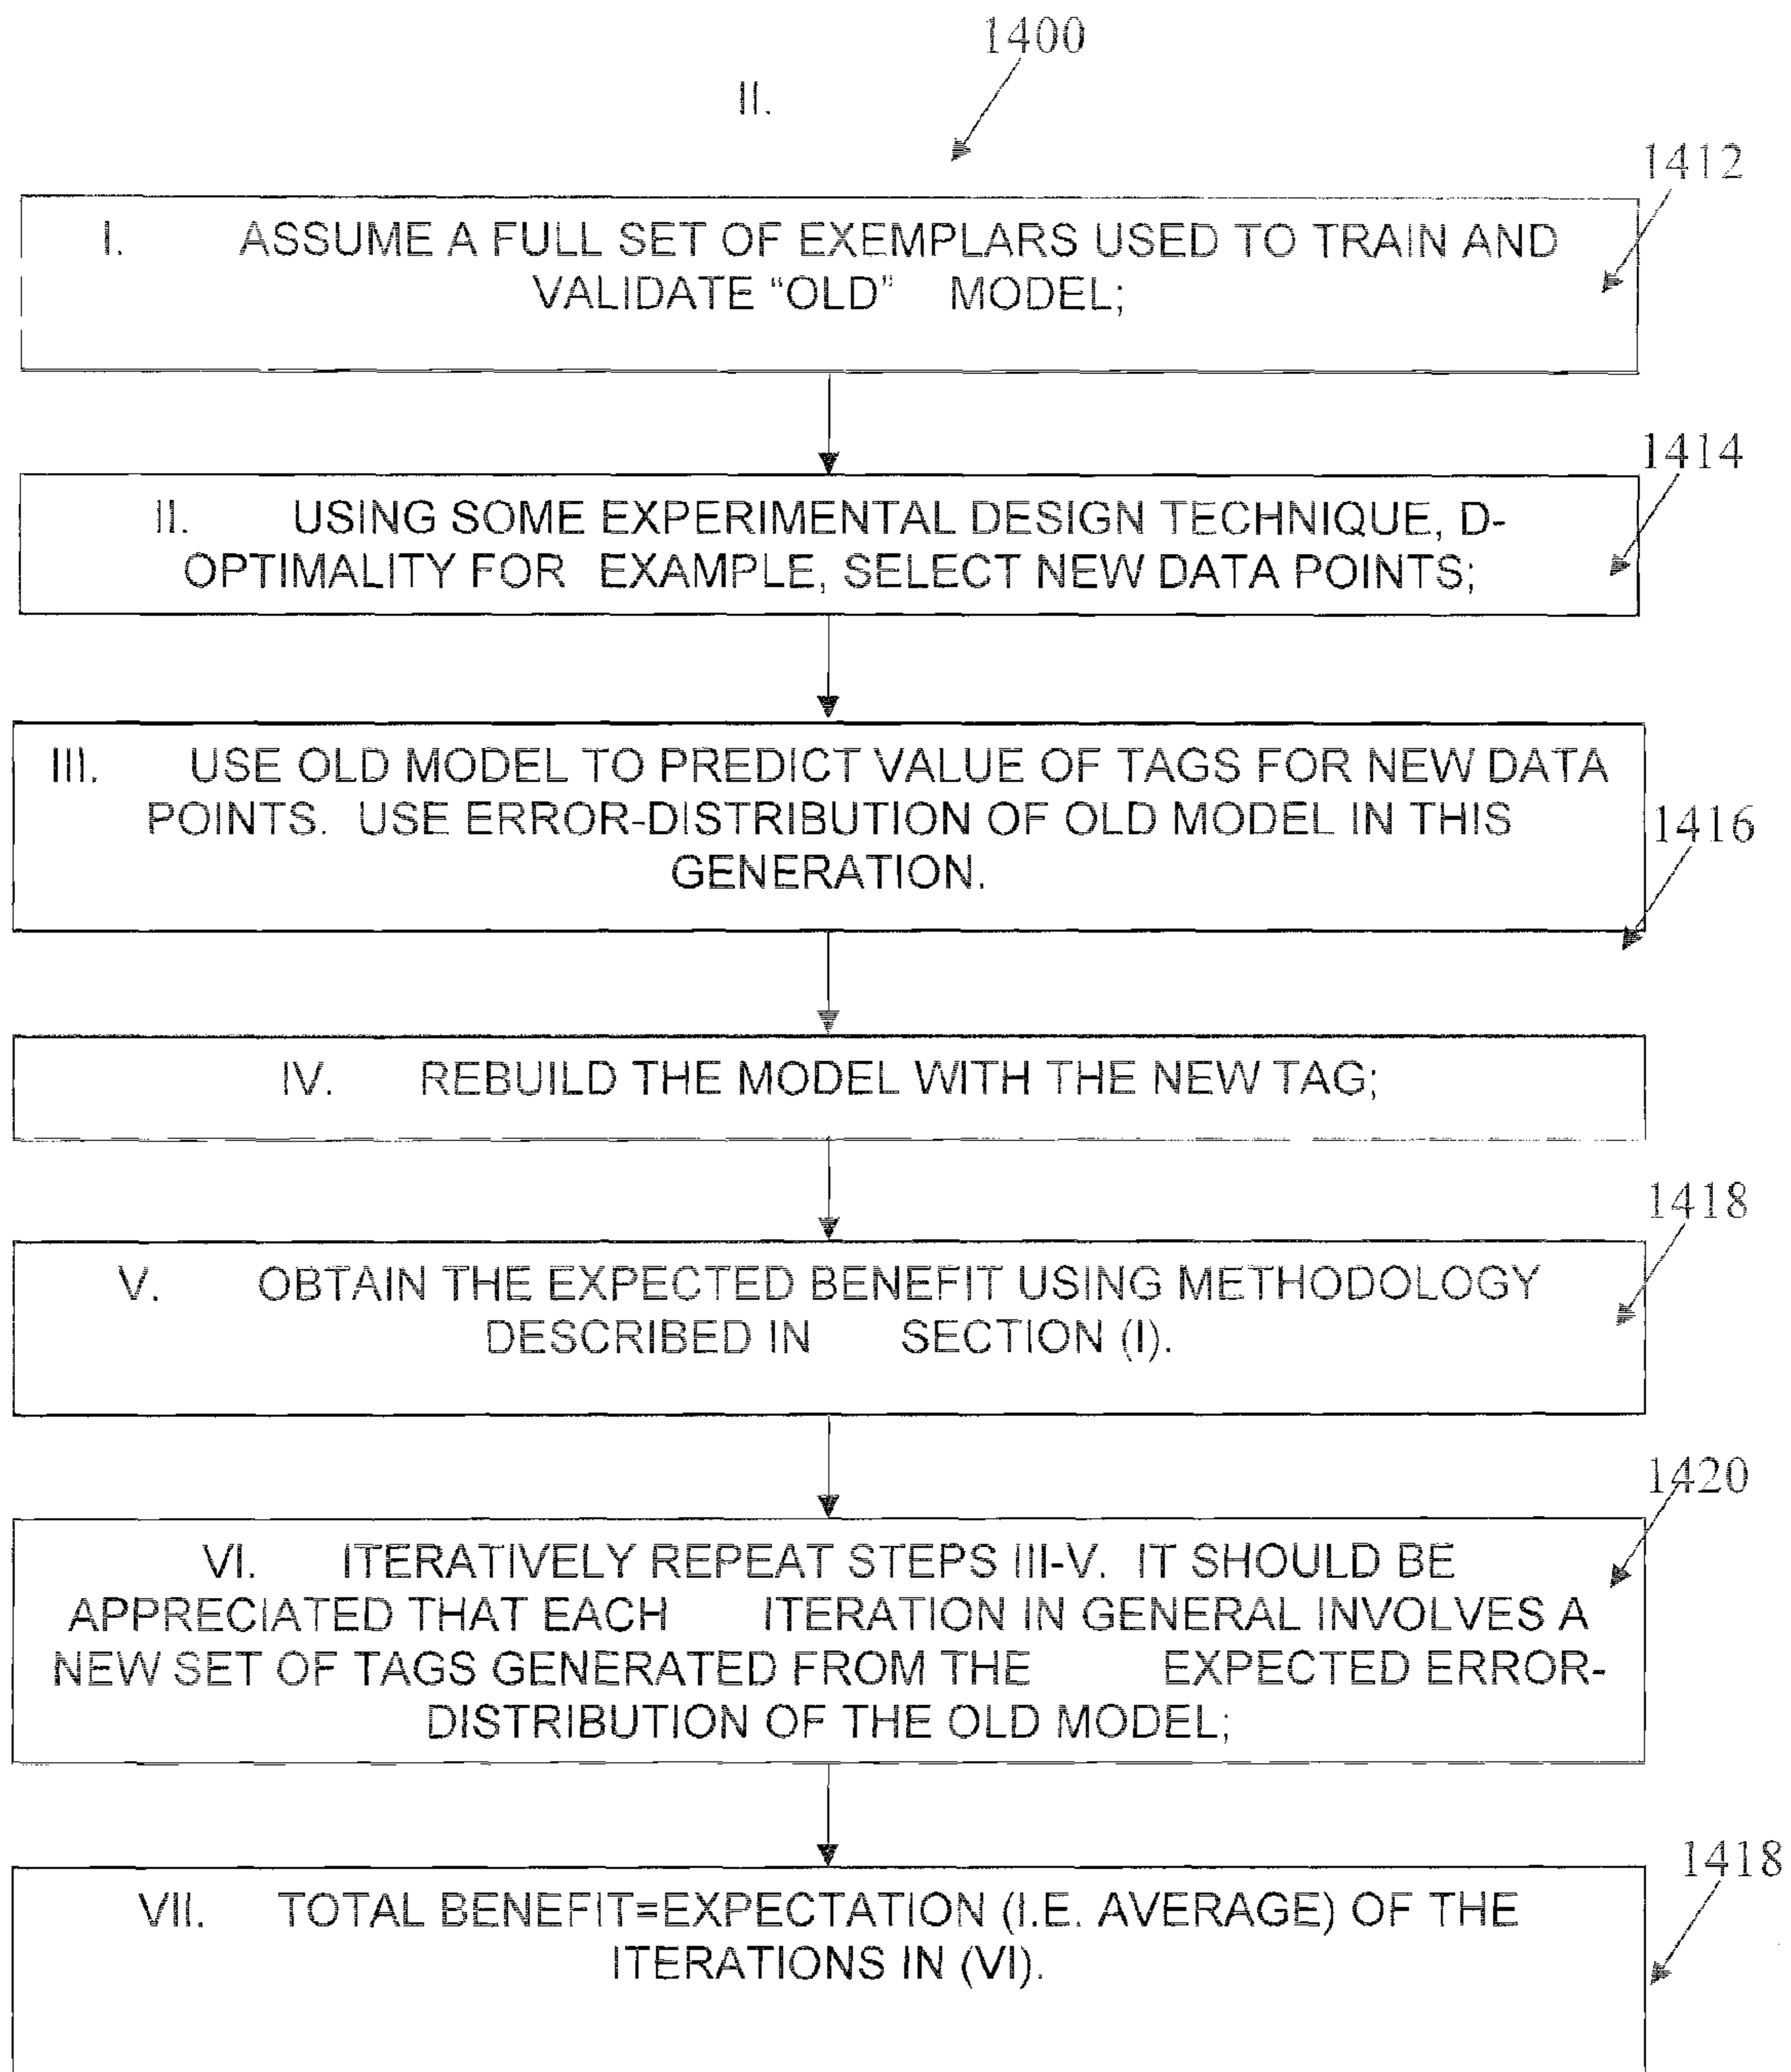 1400
II.
1412
I. ASSUME A FULL SET OF EXEMPLARS USED TO TRAIN AND
VALIDATE “OLD” MODEL;
1414
II. USING SOME EXPERIMENTAL DESIGN TECHNIQUE, D-
OPTIMALITY FOR EXAMPLE, SELECT NEW DATA POINTS;
III. USE OLD MODEL TO PREDICT VALUE OF TAGS FOR NEW DATA
POINTS. USE ERROR-DISTRIBUTION OF OLD MODEL IN THIS
GENERATION.
1416
IV. REBUILD THE MODEL WITH THE NEW TAG;
1418
V. OBTAIN THE EXPECTED BENEFIT USING METHODOLOGY
DESCRIBED IN SECTION (I).
1420
VI. ITERATIVELY REPEAT STEPS III-V. IT SHOULD BE
APPRECIATED THAT EACH ITERATION IN GENERAL INVOLVES A
NEW SET OF TAGS GENERATED FROM THE EXPECTED ERROR-
DISTRIBUTION OF THE OLD MODEL;
1418
VII. TOTAL BENEFIT=EXPECTATION (I.E. AVERAGE) OF THE
ITERATIONS IN (VI).